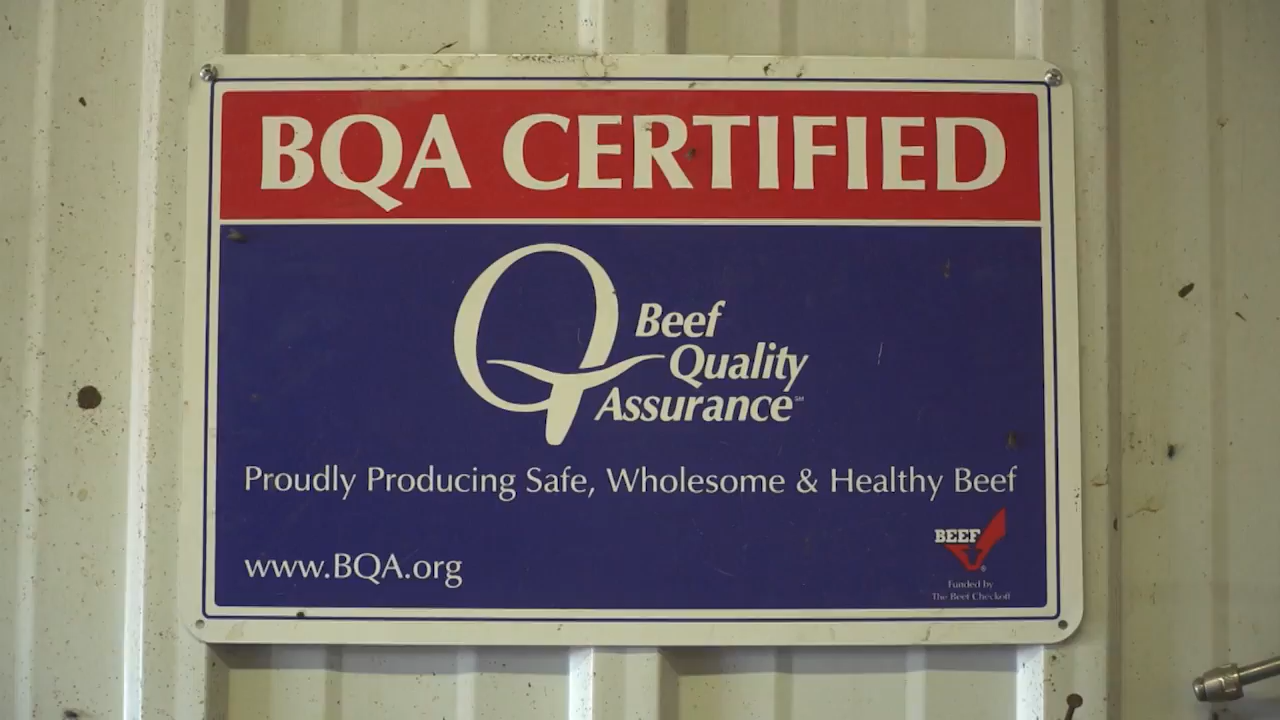 BQA CERTIFIED
Beef
Quality
Assurance℠
Proudly Producing Safe, Wholesome & Healthy Beef
www.BQA.org
BEEF
Funded by
The Beef Checkoff